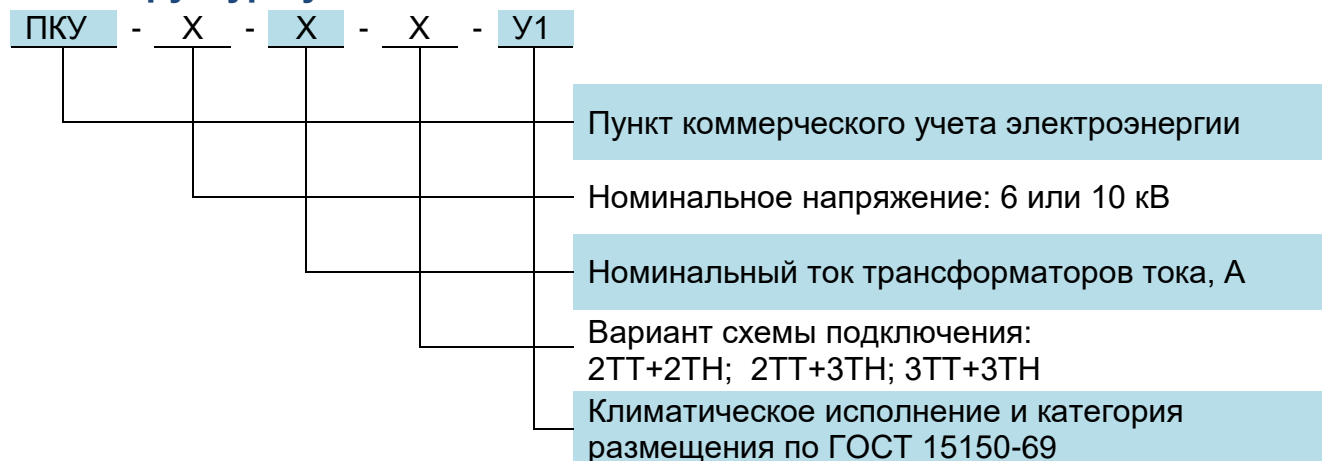 ПКУ - Х - Х - Х - У1
Пункт коммерческого учета электроэнергии
Номинальное напряжение: 6 или 10 кВ
Номинальный ток трансформаторов тока, А
Вариант схемы подключения:
2ТТ+2ТН; 2ТТ+3ТН; 3ТТ+3ТН
Климатическое исполнение и категория
размещения по ГОСТ 15150-69